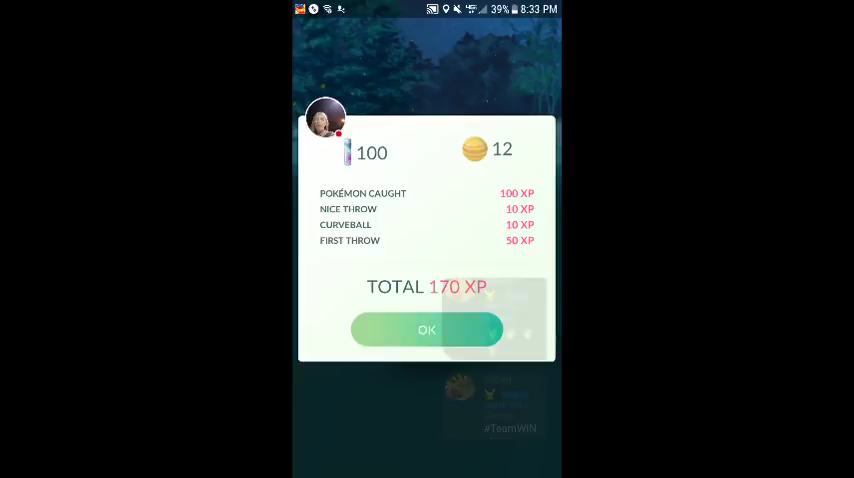 39% 8:33 PM
100
12
POKÉMON CAUGHT 100 XP
NICE THROW 10 XP
CURVEBALL 10 XP
FIRST THROW 50 XP
TOTAL 170 XP
OK
#TeamWIN